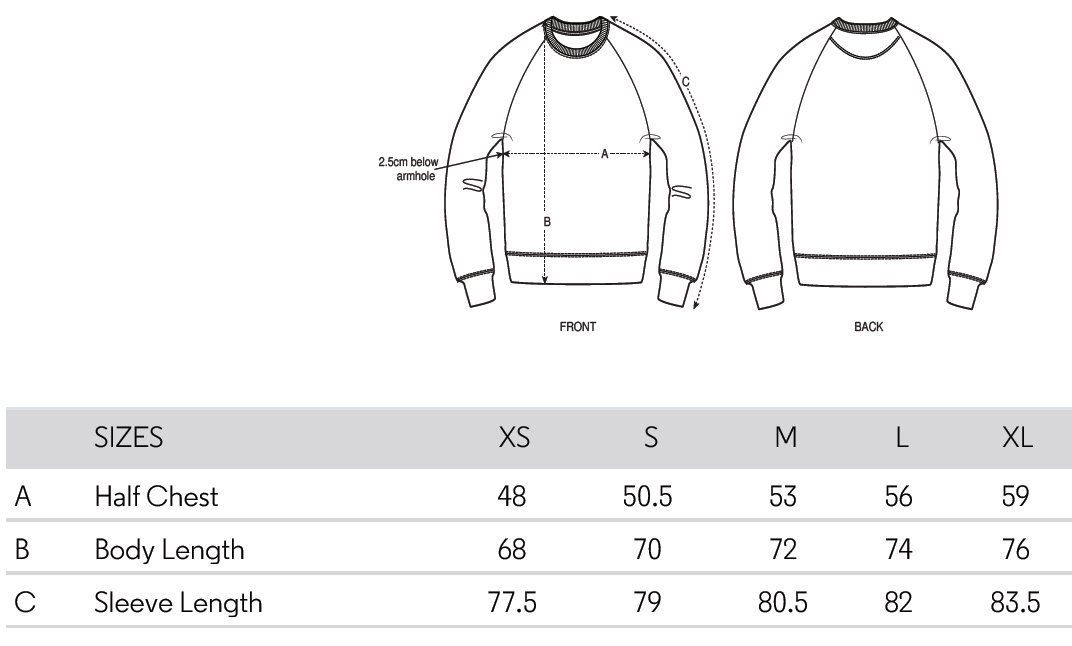 C
2.5cm below
armhole
A
B
FRONT
BACK
SIZES XS S M L XL
A Half Chest 48 50.5 53 56 59
B Body Length 68 70 72 74 76
C Sleeve Length 77.5 79 80.5 82 83.5